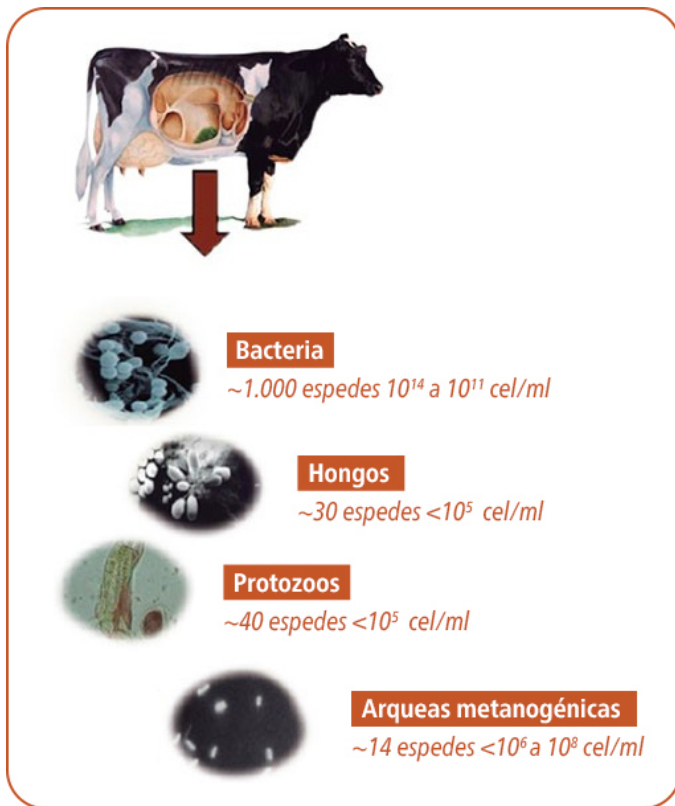 Bacteria
~1.000 espedes 10¹⁴ a 10¹¹ cel/ml
Hongos
~30 espedes <10⁵ cel/ml
Protozoos
~40 espedes <10⁵ cel/ml
Arqueas metanogénicas
~14 espedes <10⁶ a 10⁸ cel/ml